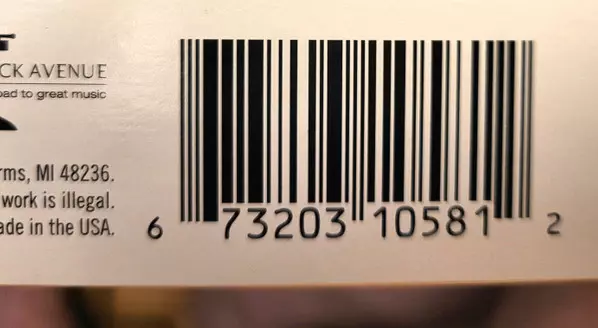 CK AVENUE
oad to great music
rms, MI 48236.
work is illegal.
ade in the USA.
6 73203 10581 2